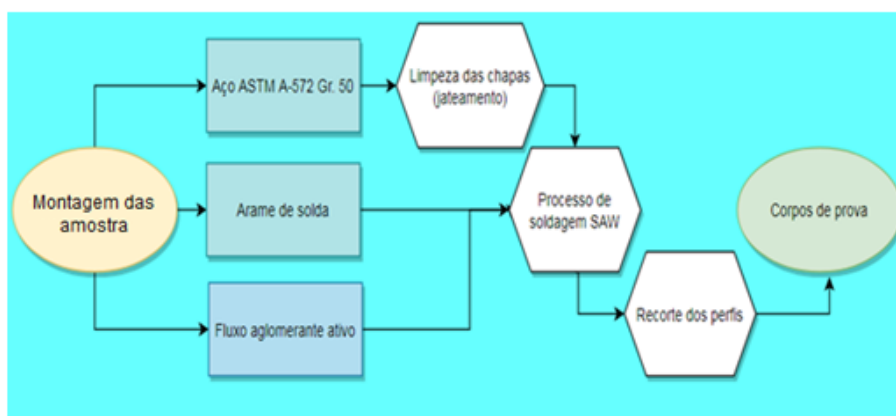 Aço ASTM A-572 Gr. 50
Limpeza das chapas
(jateamento)
Montagem das
amostra
Arame de solda
Processo de
soldagem SAW
Corpos de prova
Fluxo aglomerante ativo
Recorte dos perfis